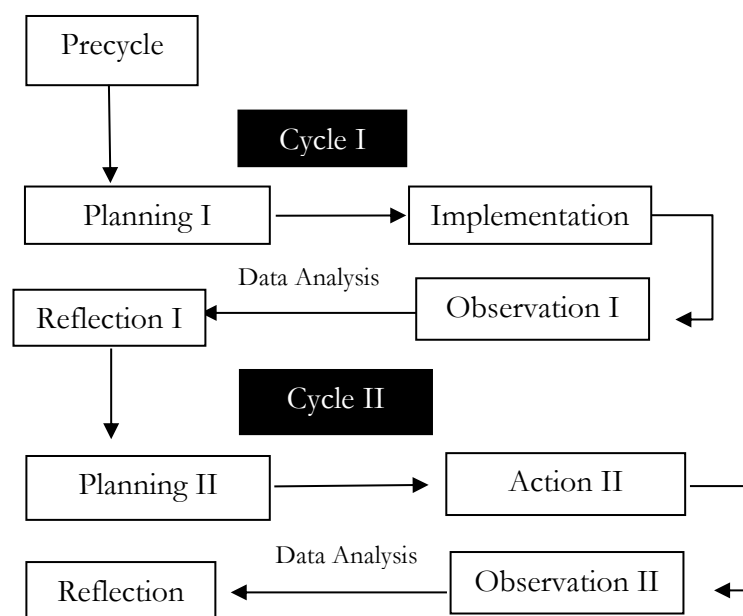 Precycle
Cycle I
Planning I
Implementation
Data Analysis
Reflection I
Observation I
Cycle II
Planning II
Action II
Data Analysis
Reflection
Observation II